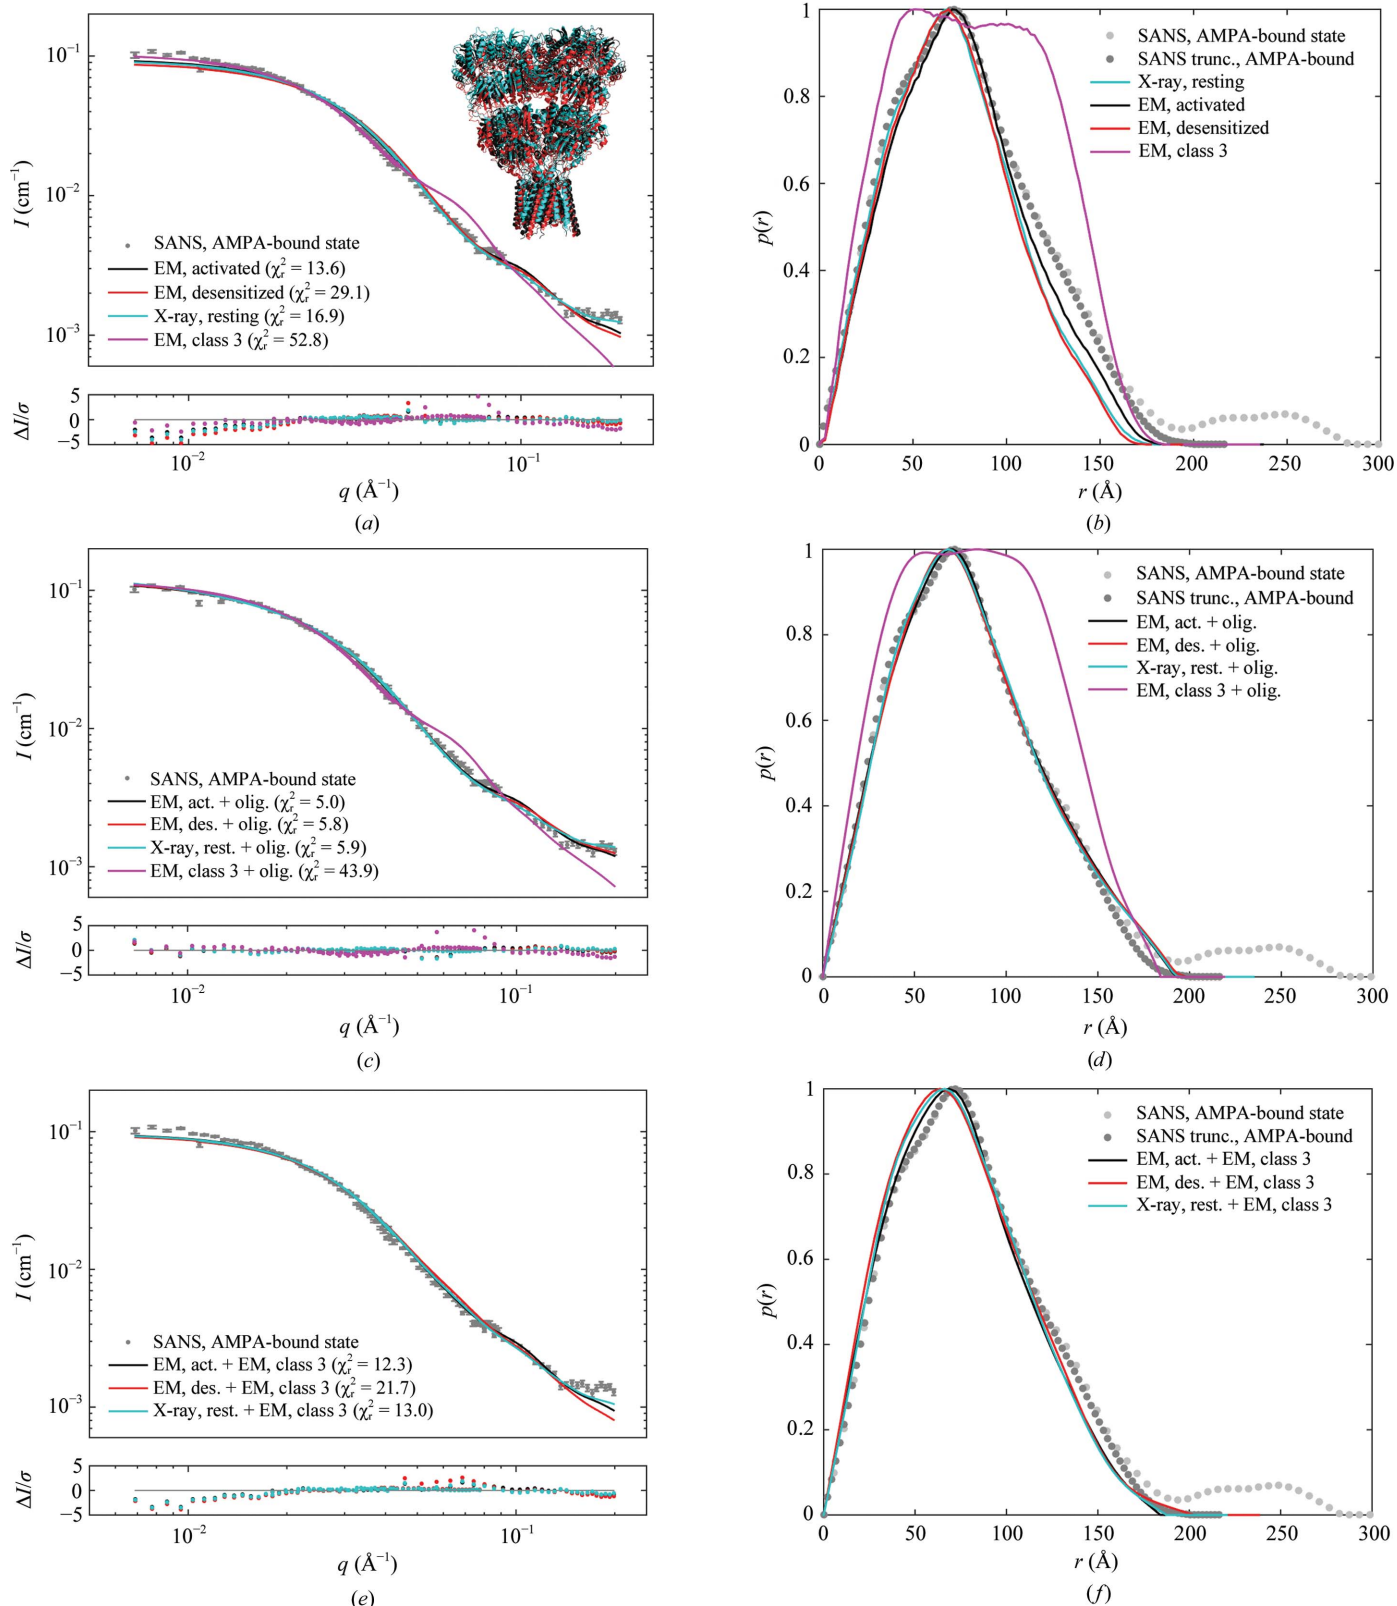 10⁻¹
10⁻²
10⁻³
I (cm⁻¹)
SANS, AMPA-bound state
EM, activated (χᵣ² = 13.6)
EM, desensitized (χᵣ² = 29.1)
X-ray, resting (χᵣ² = 16.9)
EM, class 3 (χᵣ² = 52.8)
5
0
−5
ΔI/σ
10⁻² 10⁻¹
q (Å⁻¹)
(a)
1
0.8
0.6
0.4
0.2
0
p(r)
SANS, AMPA-bound state
SANS trunc., AMPA-bound
X-ray, resting
EM, activated
EM, desensitized
EM, class 3
0 50 100 150 200 250 300
r (Å)
(b)
10⁻¹
10⁻²
10⁻³
I (cm⁻¹)
SANS, AMPA-bound state
EM, act. + olig. (χᵣ² = 5.0)
EM, des. + olig. (χᵣ² = 5.8)
X-ray, rest. + olig. (χᵣ² = 5.9)
EM, class 3 + olig. (χᵣ² = 43.9)
5
0
−5
ΔI/σ
10⁻² 10⁻¹
q (Å⁻¹)
(c)
1
0.8
0.6
0.4
0.2
0
p(r)
SANS, AMPA-bound state
SANS trunc., AMPA-bound
EM, act. + olig.
EM, des. + olig.
X-ray, rest. + olig.
EM, class 3 + olig.
0 50 100 150 200 250 300
r (Å)
(d)
10⁻¹
10⁻²
10⁻³
I (cm⁻¹)
SANS, AMPA-bound state
EM, act. + EM, class 3 (χᵣ² = 12.3)
EM, des. + EM, class 3 (χᵣ² = 21.7)
X-ray, rest. + EM, class 3 (χᵣ² = 13.0)
5
0
−5
ΔI/σ
10⁻² 10⁻¹
q (Å⁻¹)
(e)
1
0.8
0.6
0.4
0.2
0
p(r)
SANS, AMPA-bound state
SANS trunc., AMPA-bound
EM, act. + EM, class 3
EM, des. + EM, class 3
X-ray, rest. + EM, class 3
0 50 100 150 200 250 300
r (Å)
(f)